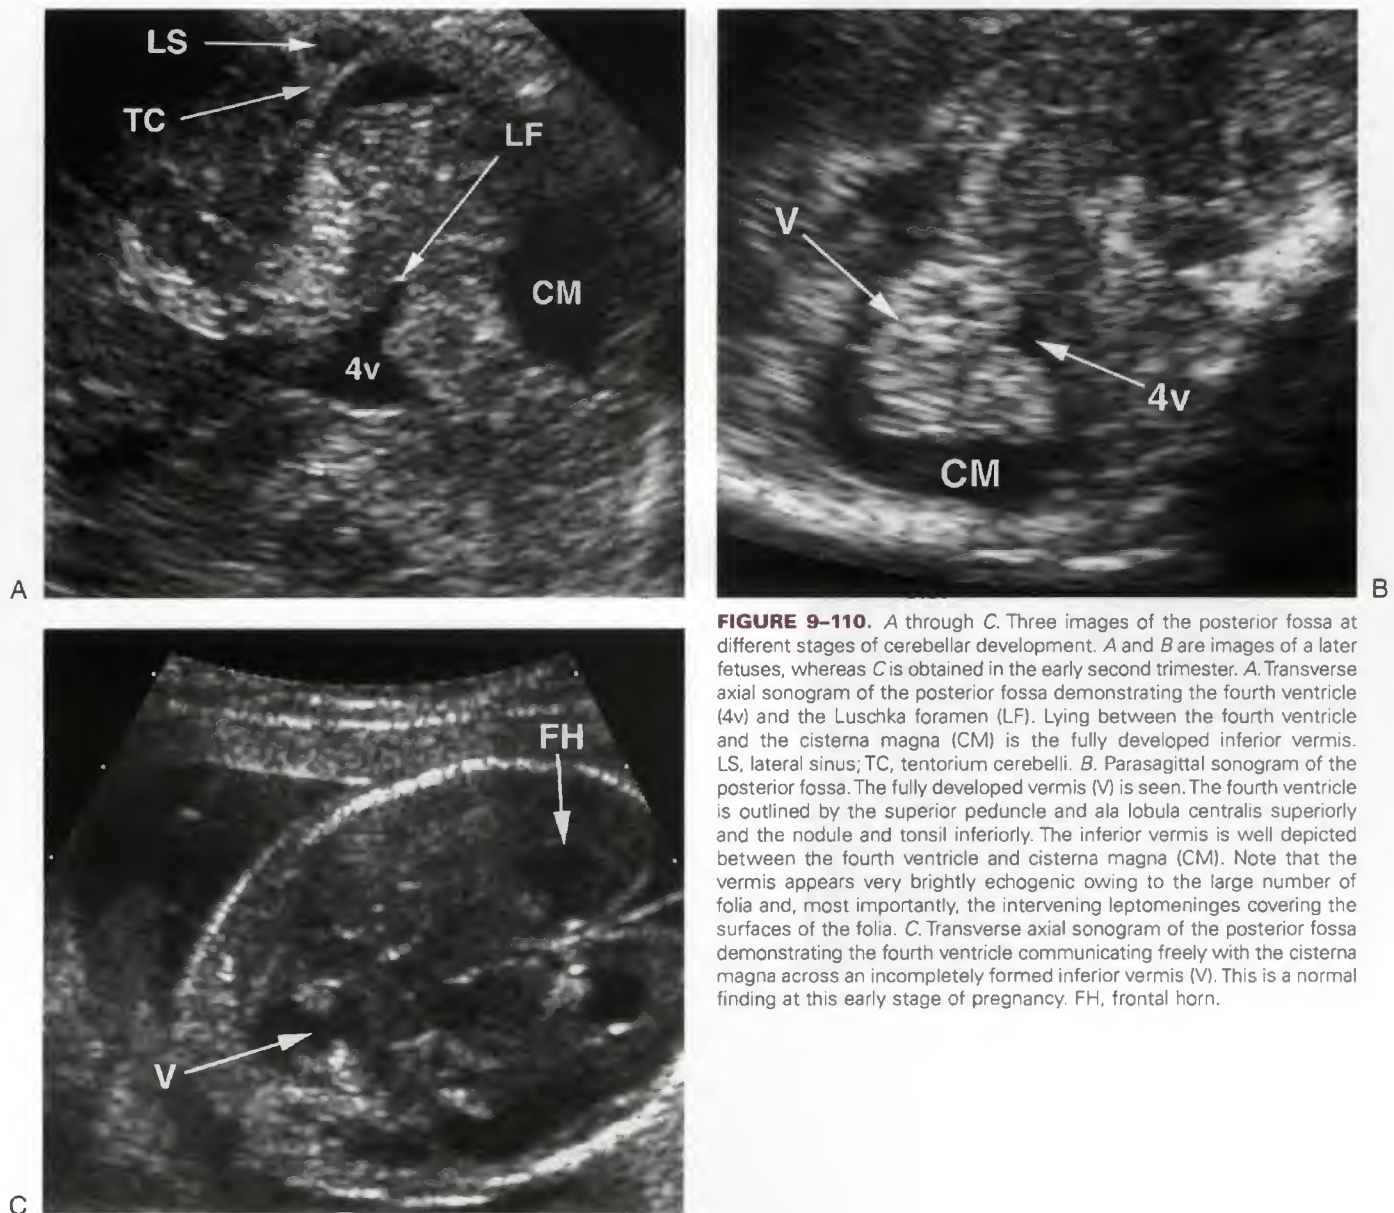 LS
TC
LF
CM
4v
A
V
4v
CM
B
FH
V
C
FIGURE 9–110. A through C. Three images of the posterior fossa at
different stages of cerebellar development. A and B are images of a later
fetuses, whereas C is obtained in the early second trimester. A. Transverse
axial sonogram of the posterior fossa demonstrating the fourth ventricle
(4v) and the Luschka foramen (LF). Lying between the fourth ventricle
and the cisterna magna (CM) is the fully developed inferior vermis.
LS, lateral sinus; TC, tentorium cerebelli. B. Parasagittal sonogram of the
posterior fossa. The fully developed vermis (V) is seen. The fourth ventricle
is outlined by the superior peduncle and ala lobula centralis superiorly
and the nodule and tonsil inferiorly. The inferior vermis is well depicted
between the fourth ventricle and cisterna magna (CM). Note that the
vermis appears very brightly echogenic owing to the large number of
folia and, most importantly, the intervening leptomeninges covering the
surfaces of the folia. C. Transverse axial sonogram of the posterior fossa
demonstrating the fourth ventricle communicating freely with the cisterna
magna across an incompletely formed inferior vermis (V). This is a normal
finding at this early stage of pregnancy. FH, frontal horn.